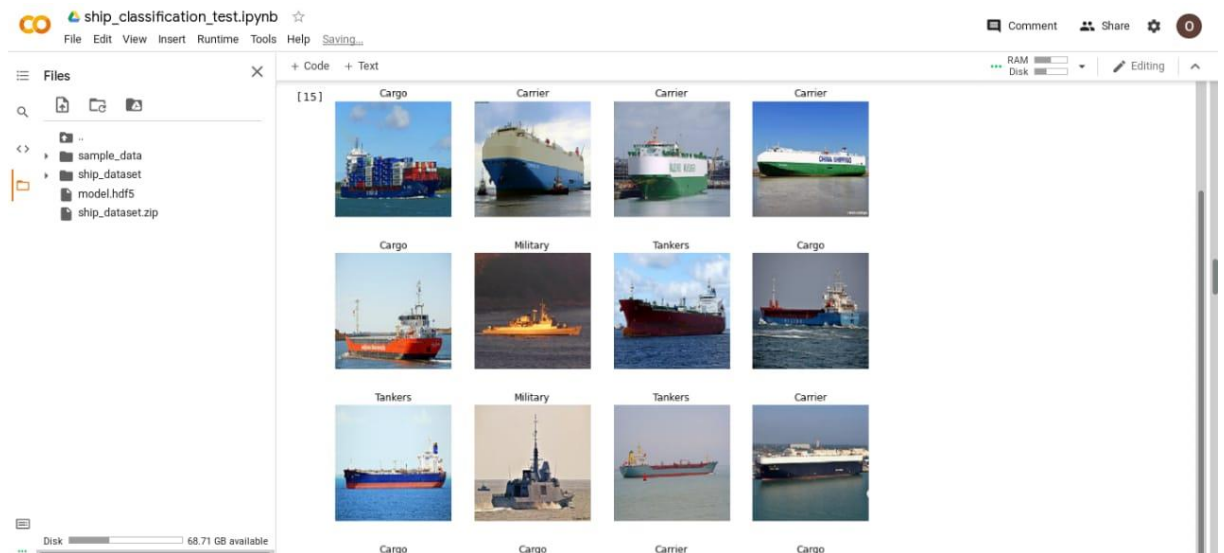 ship_classification_test.ipynb
File Edit View Insert Runtime Tools Help Saving...
Comment
Share
O
Files
+ Code + Text
RAM
Disk
Editing
..
sample_data
ship_dataset
model.hdf5
ship_dataset.zip
[15]
Cargo Carrier Carrier Carrier
CHINA SHIPPING
Cargo Military Tankers Cargo
Tankers Military Tankers Carrier
Cargo Cargo Carrier Cargo
Disk 68.71 GB available